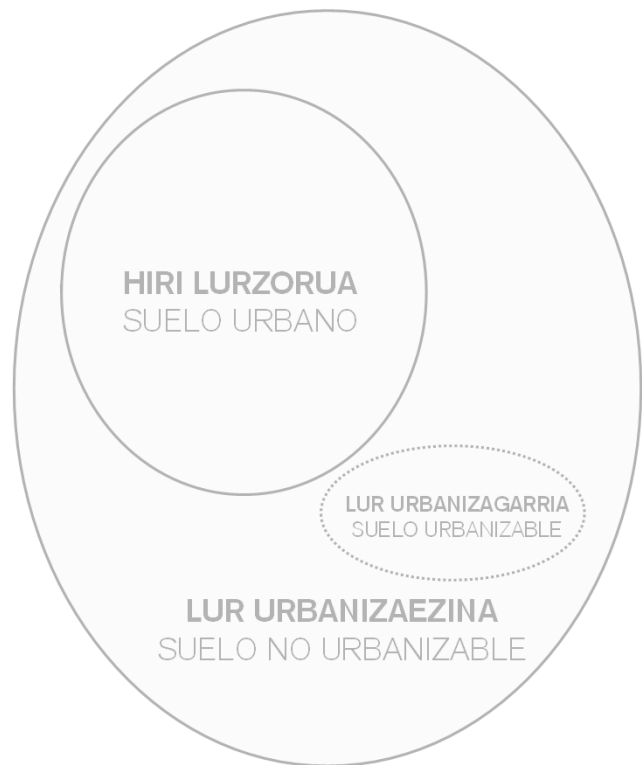 HIRI LURZORUA
SUELO URBANO
LUR URBANIZAGARRIA
SUELO URBANIZABLE
LUR URBANIZAEZINA
SUELO NO URBANIZABLE